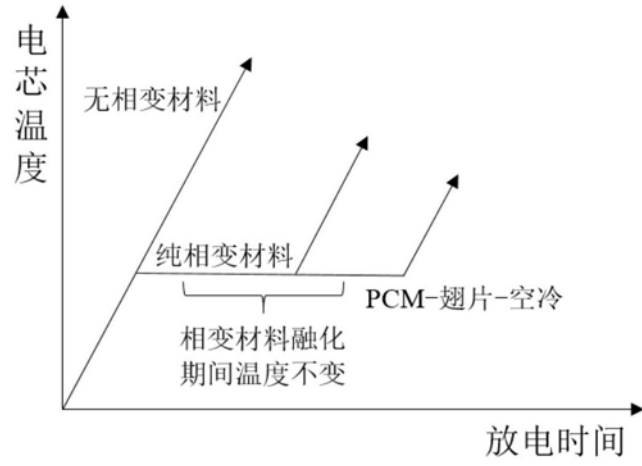 电芯温度
无相变材料
纯相变材料
PCM-翅片-空冷
相变材料融化
期间温度不变
放电时间